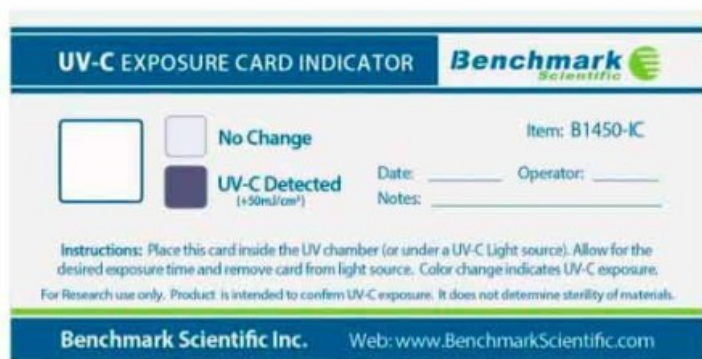 UV-C EXPOSURE CARD INDICATOR
Benchmark
Scientific
No Change
Item: B1450-IC
UV-C Detected
(+50mJ/cm²)
Date: ________ Operator: ________
Notes: ________
Instructions: Place this card inside the UV chamber (or under a UV-C Light source). Allow for the
desired exposure time and remove card from light source. Color change indicates UV-C exposure.
For Research use only. Product is intended to confirm UV-C exposure. It does not determine sterility of materials.
Benchmark Scientific Inc. Web: www.BenchmarkScientific.com